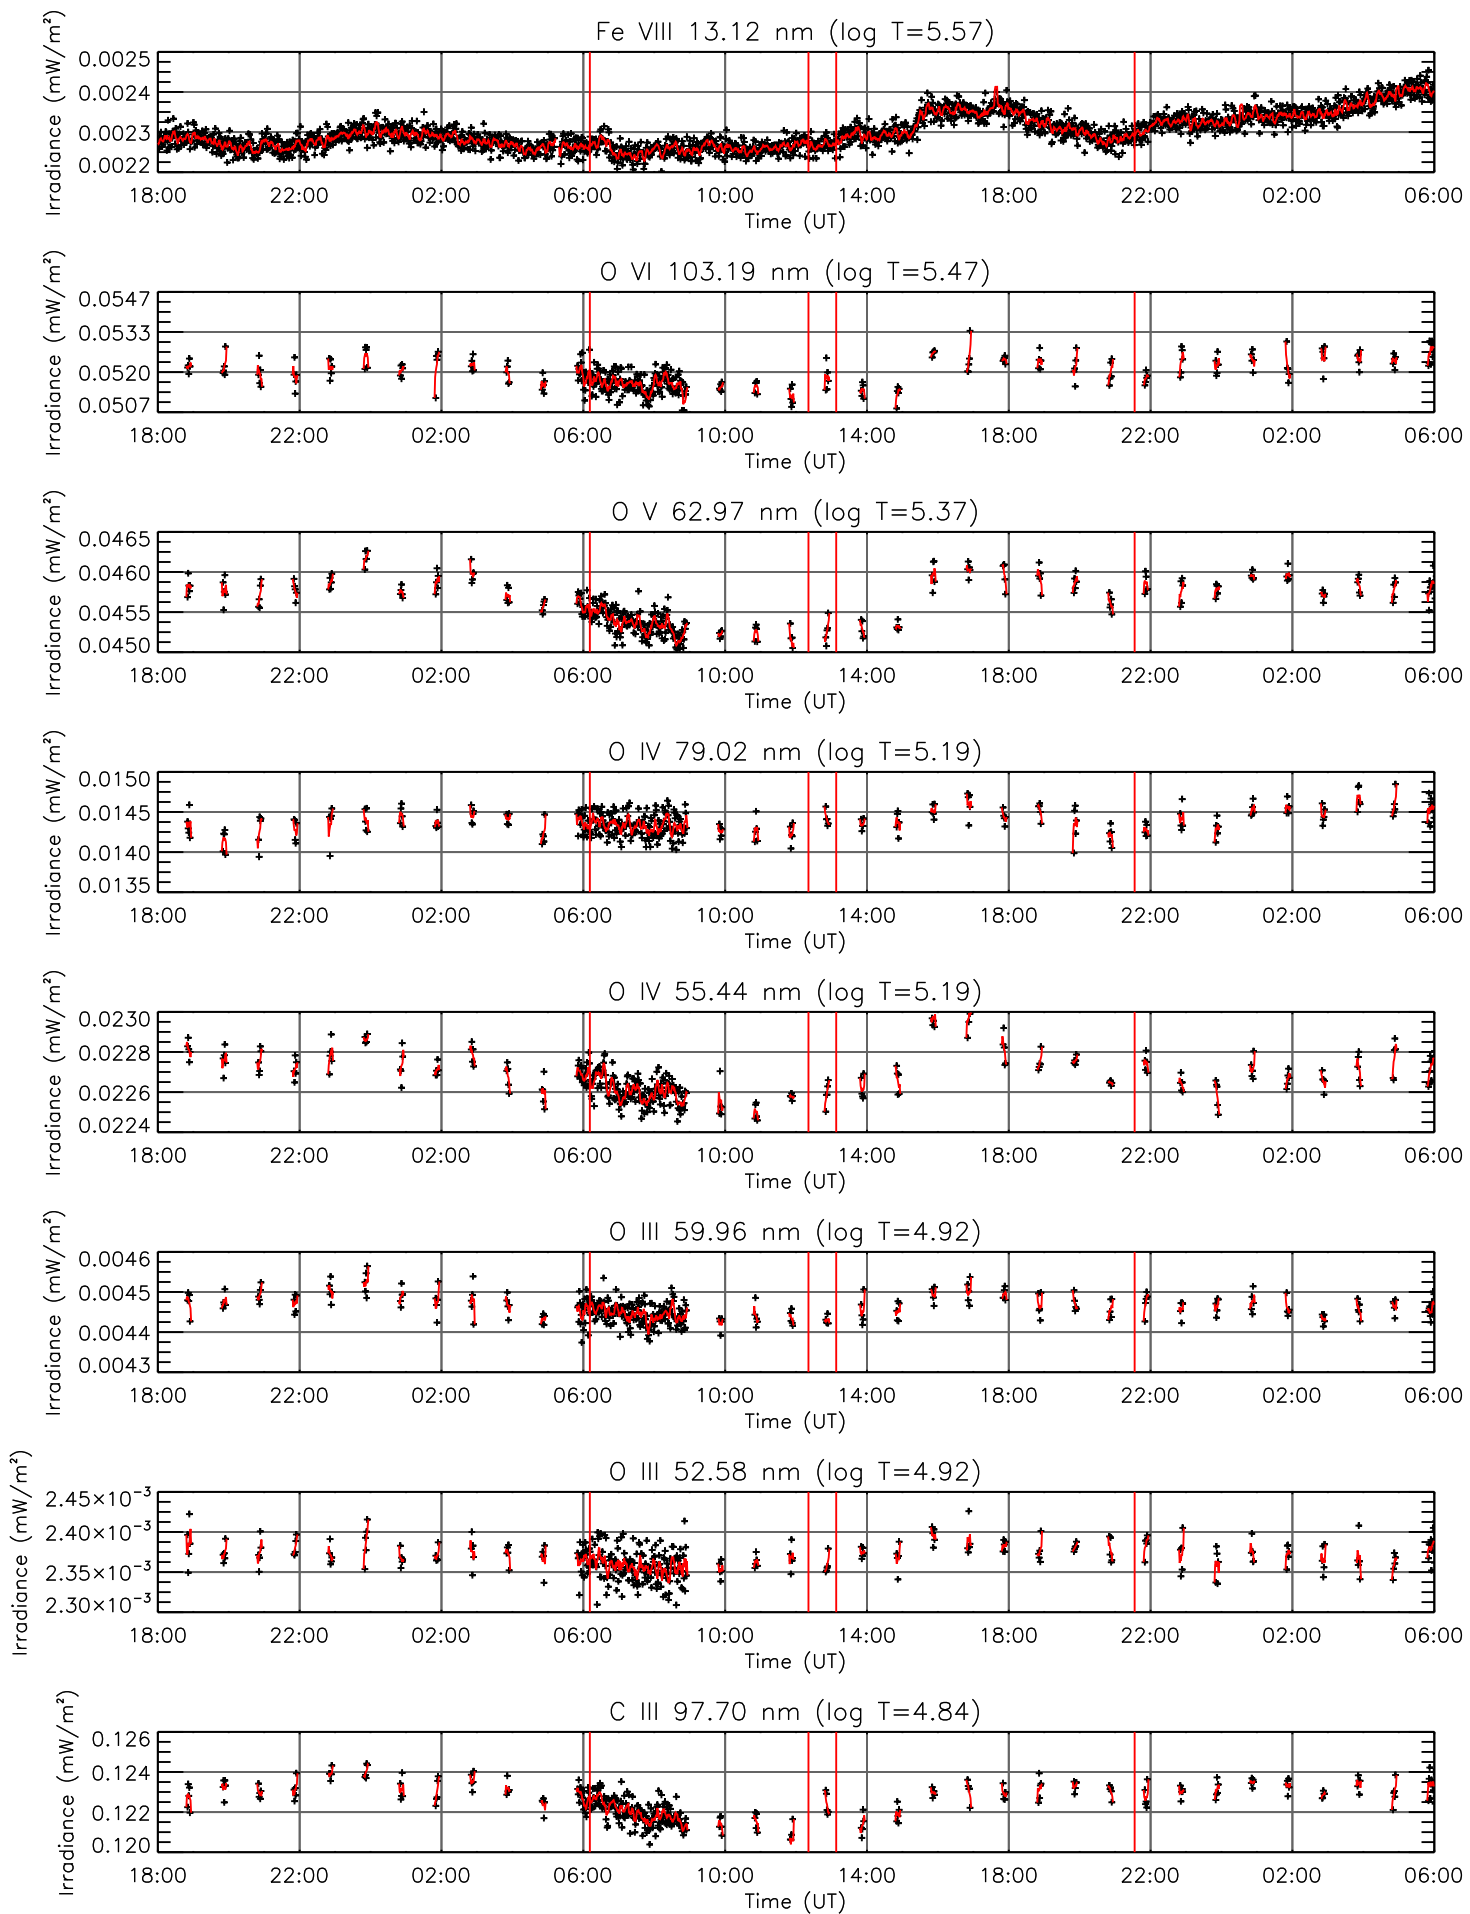 Fe VIII 13.12 nm (log T=5.57)
Irradiance (mW/m²)
0.0025
0.0024
0.0023
0.0022
18:00 22:00 02:00 06:00 10:00 14:00 18:00 22:00 02:00 06:00
Time (UT)
O VI 103.19 nm (log T=5.47)
Irradiance (mW/m²)
0.0547
0.0533
0.0520
0.0507
18:00 22:00 02:00 06:00 10:00 14:00 18:00 22:00 02:00 06:00
Time (UT)
O V 62.97 nm (log T=5.37)
Irradiance (mW/m²)
0.0465
0.0460
0.0455
0.0450
18:00 22:00 02:00 06:00 10:00 14:00 18:00 22:00 02:00 06:00
Time (UT)
O IV 79.02 nm (log T=5.19)
Irradiance (mW/m²)
0.0150
0.0145
0.0140
0.0135
18:00 22:00 02:00 06:00 10:00 14:00 18:00 22:00 02:00 06:00
Time (UT)
O IV 55.44 nm (log T=5.19)
Irradiance (mW/m²)
0.0230
0.0228
0.0226
0.0224
18:00 22:00 02:00 06:00 10:00 14:00 18:00 22:00 02:00 06:00
Time (UT)
O III 59.96 nm (log T=4.92)
Irradiance (mW/m²)
0.0046
0.0045
0.0044
0.0043
18:00 22:00 02:00 06:00 10:00 14:00 18:00 22:00 02:00 06:00
Time (UT)
O III 52.58 nm (log T=4.92)
Irradiance (mW/m²)
2.45×10⁻³
2.40×10⁻³
2.35×10⁻³
2.30×10⁻³
18:00 22:00 02:00 06:00 10:00 14:00 18:00 22:00 02:00 06:00
Time (UT)
C III 97.70 nm (log T=4.84)
Irradiance (mW/m²)
0.126
0.124
0.122
0.120
18:00 22:00 02:00 06:00 10:00 14:00 18:00 22:00 02:00 06:00
Time (UT)